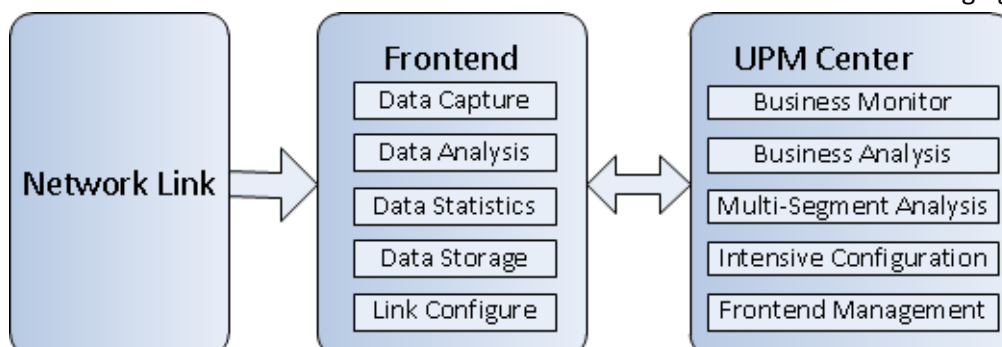 Network Link
Frontend
Data Capture
Data Analysis
Data Statistics
Data Storage
Link Configure
UPM Center
Business Monitor
Business Analysis
Multi-Segment Analysis
Intensive Configuration
Frontend Management